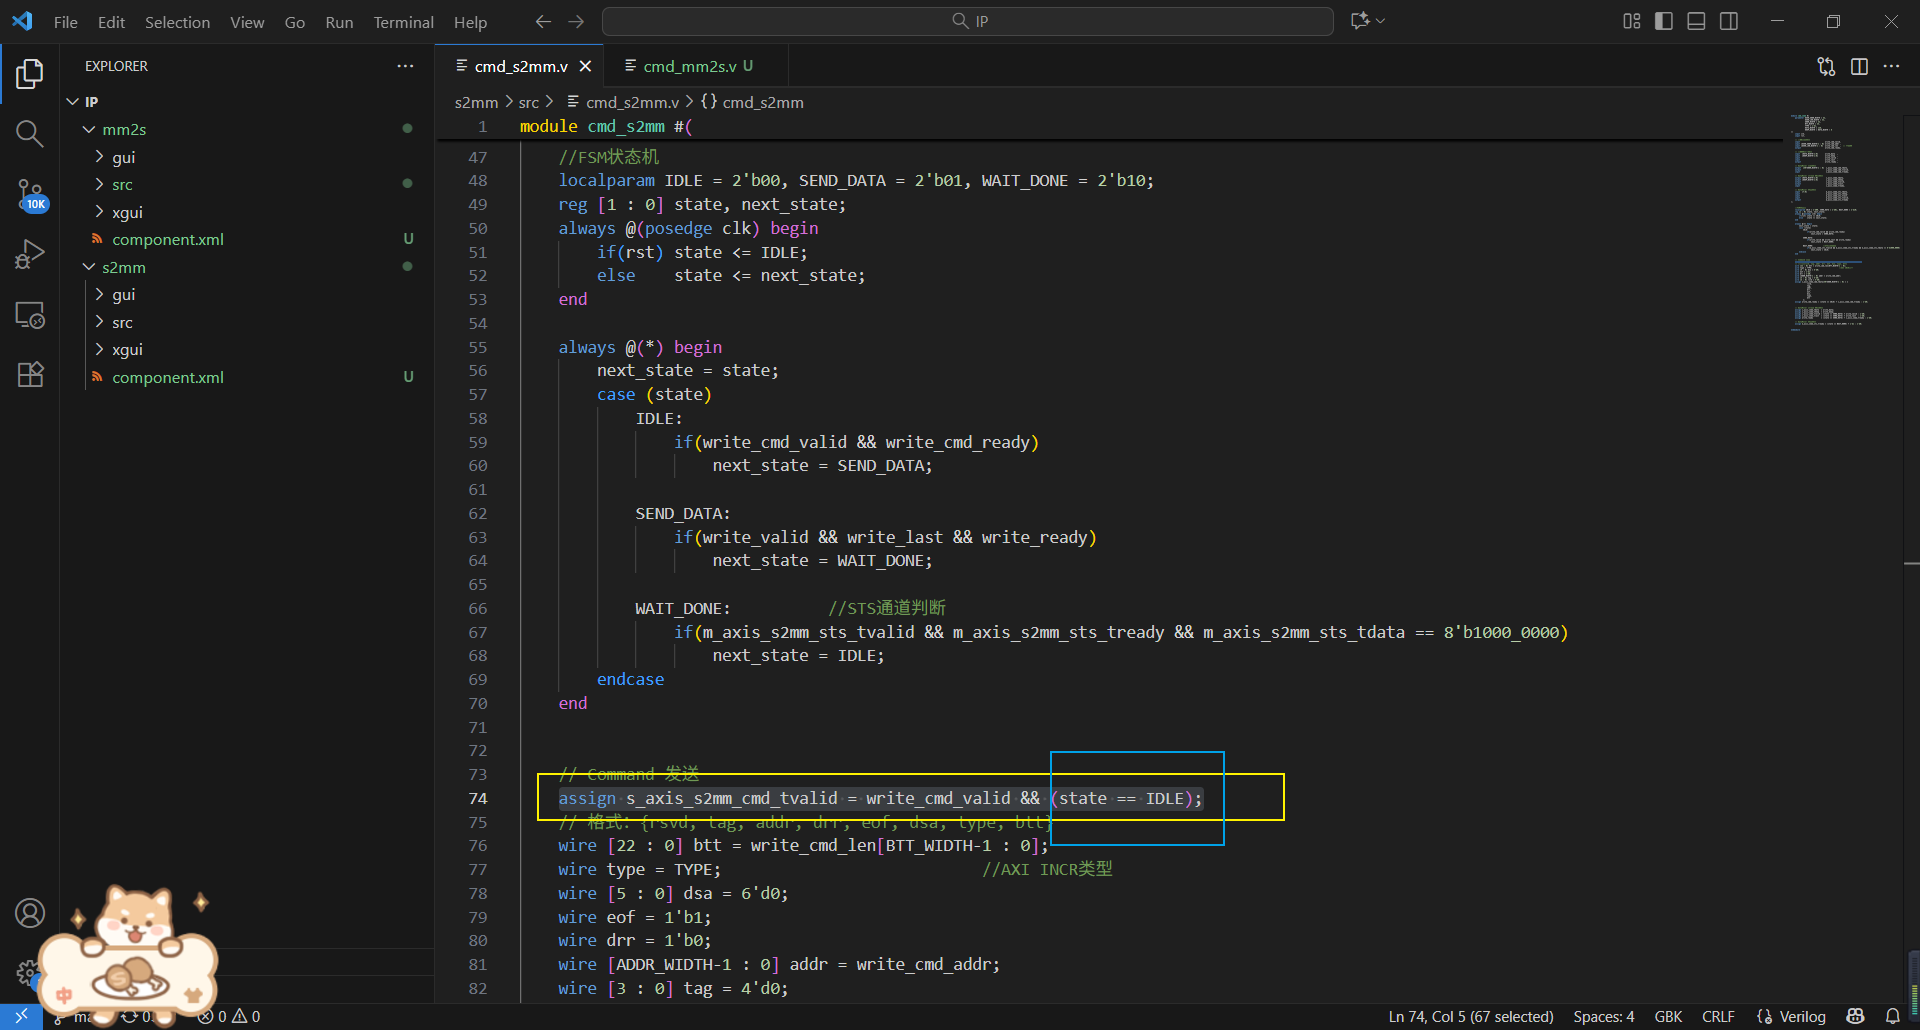 File Edit Selection View Go Run Terminal Help
IP
EXPLORER
IP
mm2s
gui
src
xgui
component.xml U
s2mm
gui
src
xgui
component.xml U
10K
cmd_s2mm.v
cmd_mm2s.v U
s2mm > src > cmd_s2mm.v > {} cmd_s2mm
1 module cmd_s2mm #(
47 //FSM状态机
48 localparam IDLE = 2'b00, SEND_DATA = 2'b01, WAIT_DONE = 2'b10;
49 reg [1 : 0] state, next_state;
50 always @(posedge clk) begin
51 if(rst) state <= IDLE;
52 else state <= next_state;
53 end
54
55 always @(*) begin
56 next_state = state;
57 case (state)
58 IDLE:
59 if(write_cmd_valid && write_cmd_ready)
60 next_state = SEND_DATA;
61
62 SEND_DATA:
63 if(write_valid && write_last && write_ready)
64 next_state = WAIT_DONE;
65
66 WAIT_DONE: //STS通道判断
67 if(m_axis_s2mm_sts_tvalid && m_axis_s2mm_sts_tready && m_axis_s2mm_sts_tdata == 8'b1000_0000)
68 next_state = IDLE;
69 endcase
70 end
71
72
73 // Command 发送
74 assign s_axis_s2mm_cmd_tvalid = write_cmd_valid && (state == IDLE);
75 // 格式: {rsvd, tag, addr, drr, eof, dsa, type, btt}
76 wire [22 : 0] btt = write_cmd_len[BTT_WIDTH-1 : 0];
77 wire type = TYPE; //AXI INCR类型
78 wire [5 : 0] dsa = 6'd0;
79 wire eof = 1'b1;
80 wire drr = 1'b0;
81 wire [ADDR_WIDTH-1 : 0] addr = write_cmd_addr;
82 wire [3 : 0] tag = 4'd0;
中
0 0
Ln 74, Col 5 (67 selected) Spaces: 4 GBK CRLF {} Verilog